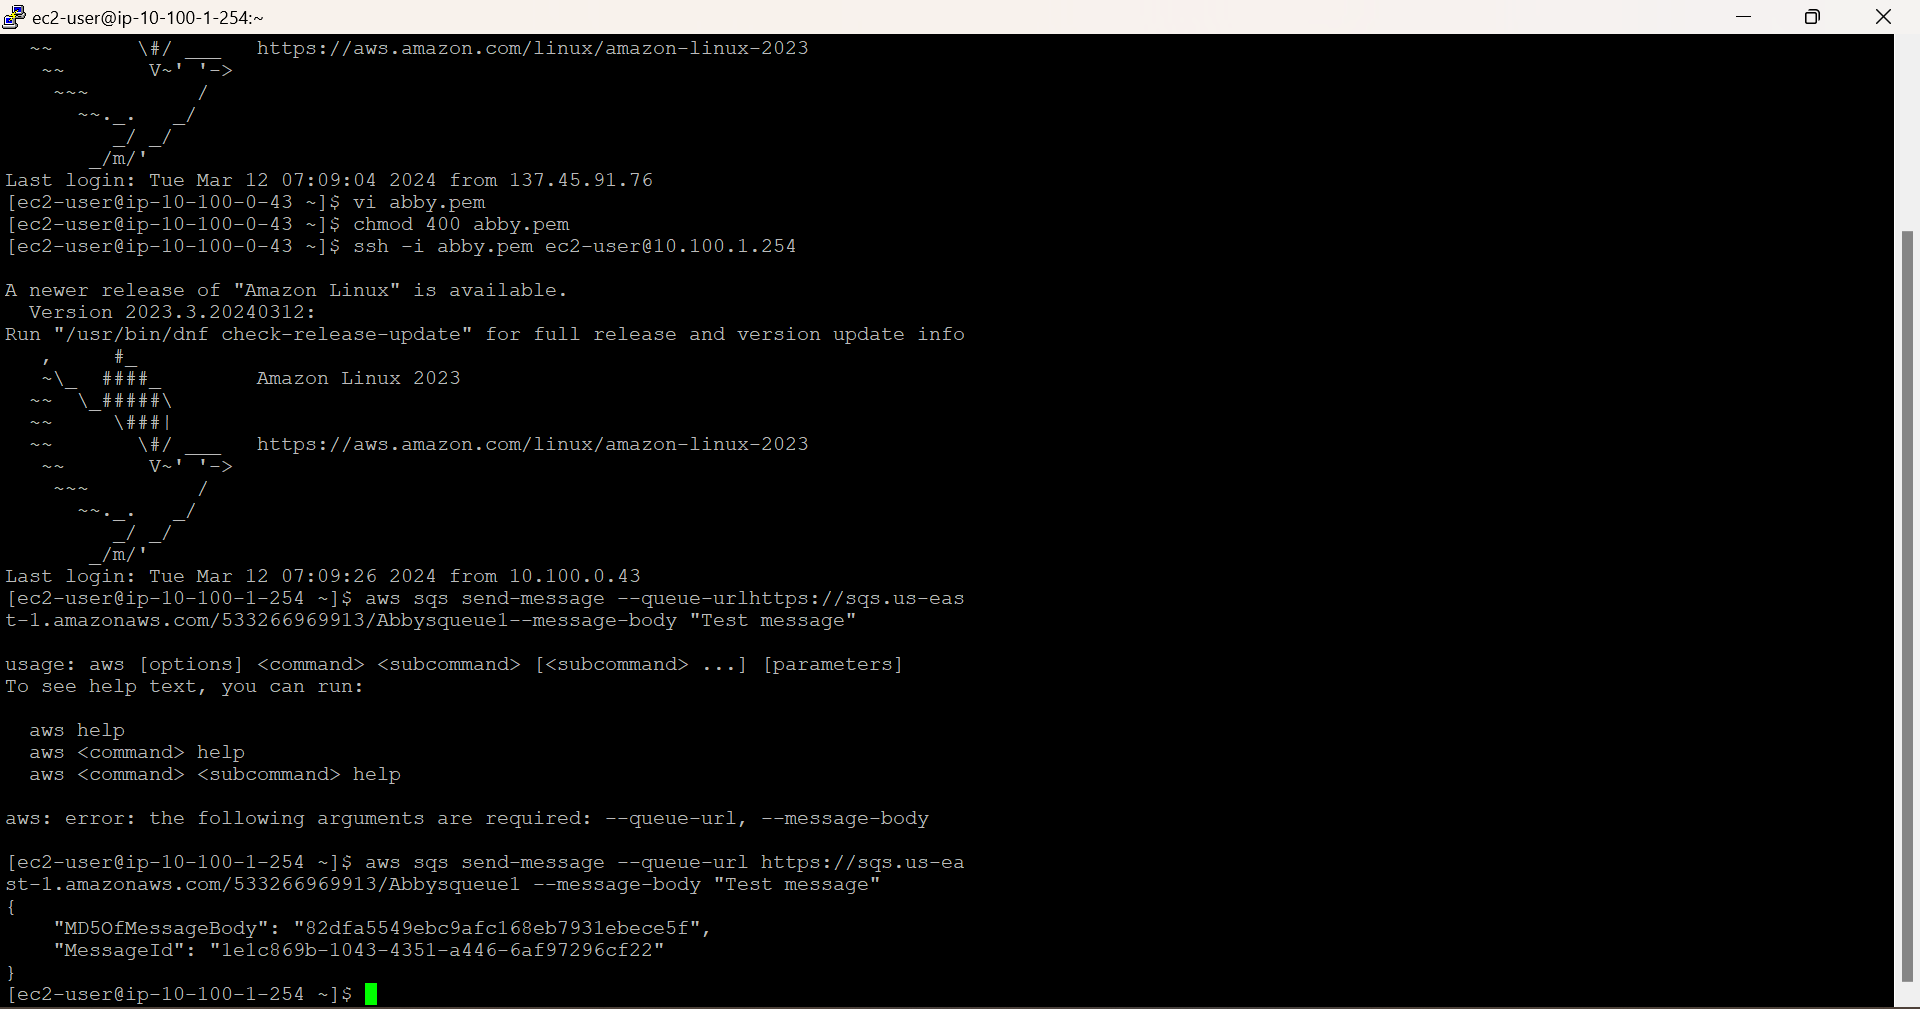 ec2-user@ip-10-100-1-254:~
~~       \#/ ___   https://aws.amazon.com/linux/amazon-linux-2023
~~       V~' '->
~~~         /
~~._.   _/
_/ _/
_/m/'
Last login: Tue Mar 12 07:09:04 2024 from 137.45.91.76
[ec2-user@ip-10-100-0-43 ~]$ vi abby.pem
[ec2-user@ip-10-100-0-43 ~]$ chmod 400 abby.pem
[ec2-user@ip-10-100-0-43 ~]$ ssh -i abby.pem ec2-user@10.100.1.254
A newer release of "Amazon Linux" is available.
Version 2023.3.20240312:
Run "/usr/bin/dnf check-release-update" for full release and version update info
,     #_
~\_  ####_        Amazon Linux 2023
~~  \_#####\
~~     \###|
~~       \#/ ___   https://aws.amazon.com/linux/amazon-linux-2023
~~       V~' '->
~~~         /
~~._.   _/
_/ _/
_/m/'
Last login: Tue Mar 12 07:09:26 2024 from 10.100.0.43
[ec2-user@ip-10-100-1-254 ~]$ aws sqs send-message --queue-urlhttps://sqs.us-eas
t-1.amazonaws.com/533266969913/Abbysqueue1--message-body "Test message"
usage: aws [options] <command> <subcommand> [<subcommand> ...] [parameters]
To see help text, you can run:
aws help
aws <command> help
aws <command> <subcommand> help
aws: error: the following arguments are required: --queue-url, --message-body
[ec2-user@ip-10-100-1-254 ~]$ aws sqs send-message --queue-url https://sqs.us-ea
st-1.amazonaws.com/533266969913/Abbysqueue1 --message-body "Test message"
{
"MD5OfMessageBody": "82dfa5549ebc9afc168eb7931ebece5f",
"MessageId": "1e1c869b-1043-4351-a446-6af97296cf22"
}
[ec2-user@ip-10-100-1-254 ~]$